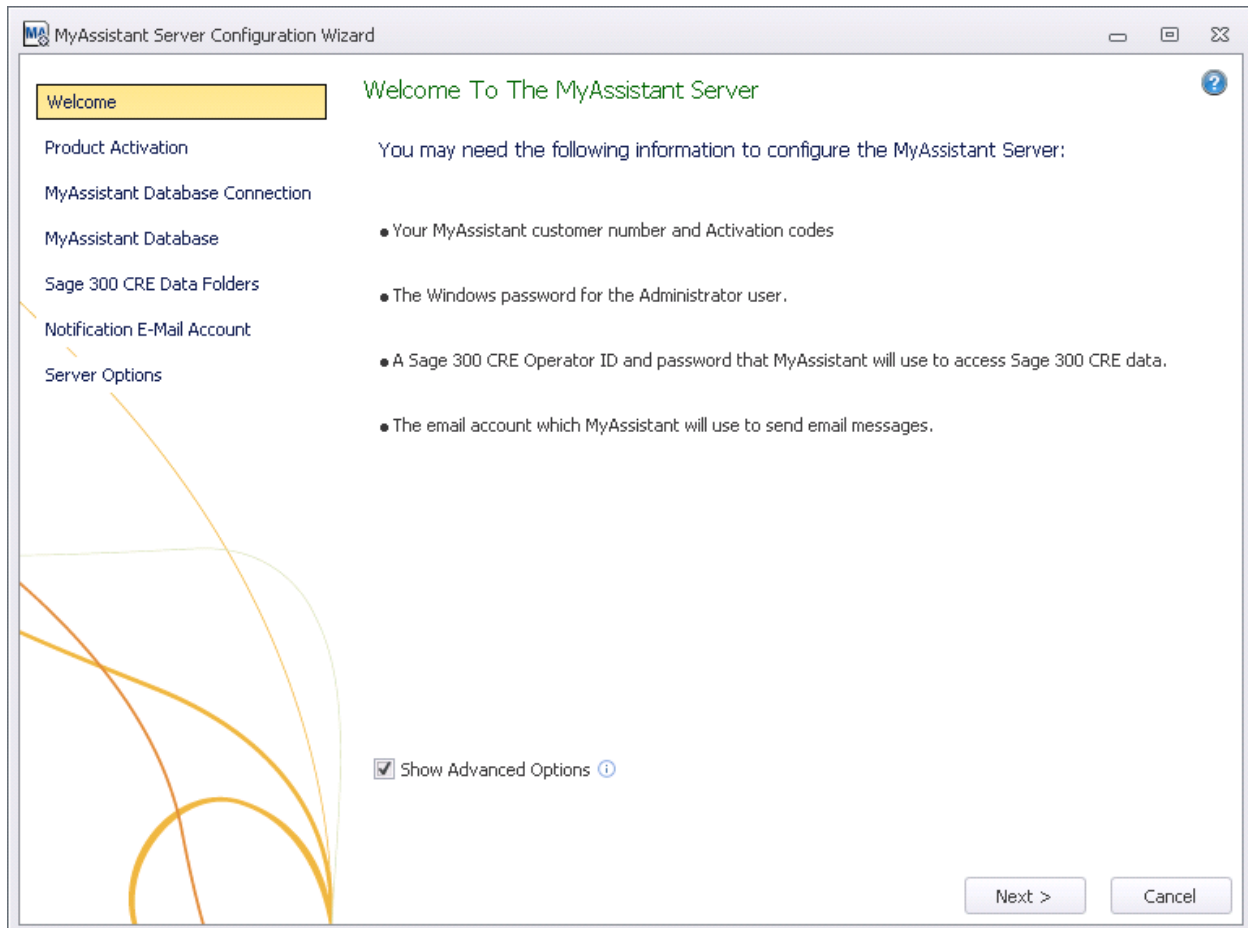 MyAssistant Server Configuration Wizard
Welcome
Product Activation
MyAssistant Database Connection
MyAssistant Database
Sage 300 CRE Data Folders
Notification E-Mail Account
Server Options
Welcome To The MyAssistant Server
You may need the following information to configure the MyAssistant Server:
● Your MyAssistant customer number and Activation codes
● The Windows password for the Administrator user.
● A Sage 300 CRE Operator ID and password that MyAssistant will use to access Sage 300 CRE data.
● The email account which MyAssistant will use to send email messages.
Show Advanced Options
Next >
Cancel